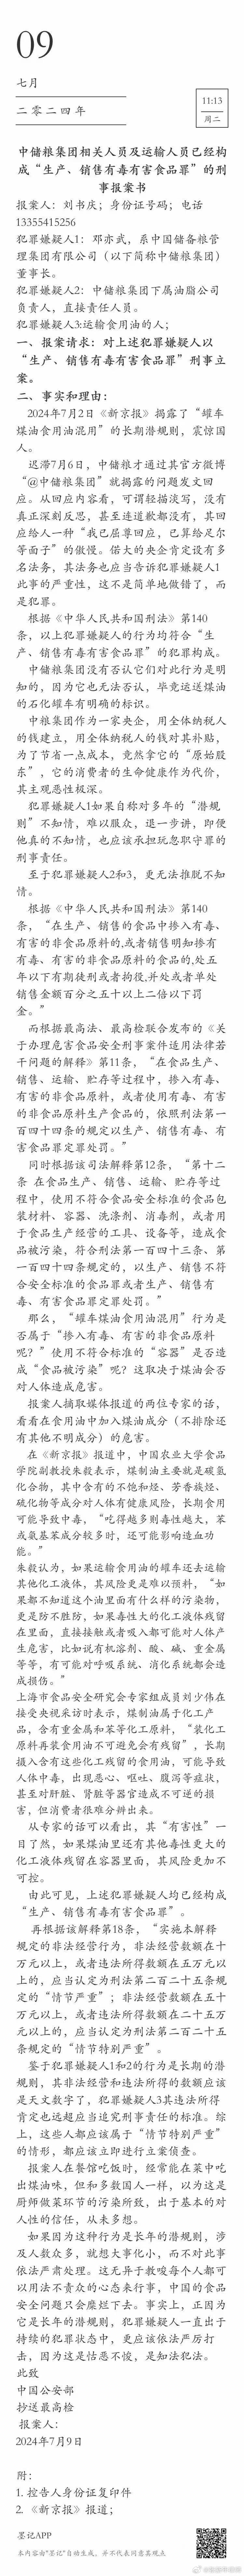 09
七月
二零二四年
11:13
周二
中储粮集团相关人员及运输人员已经构
成“生产、销售有毒有害食品罪”的刑
事报案书
报案人：刘书庆；身份证号码；电话
13355415256
犯罪嫌疑人1：邓亦武，系中国储备粮管
理集团有限公司（以下简称中储粮集团）
董事长。
犯罪嫌疑人2：中储粮集团下属油脂公司
负责人，直接责任人员。
犯罪嫌疑人3:运输食用油的人；
一、报案请求：对上述犯罪嫌疑人以
“生产、销售有毒有害食品罪”刑事立
案。
二、事实和理由：
2024年7月2日《新京报》揭露了“罐车
煤油食用油混用”的长期潜规则，震惊国
人。
迟滞7月6日，中储粮才通过其官方微博
“@中储粮集团”就揭露的问题发文回
应。从回应内容看，可谓轻描淡写，没有
真正深刻反思，甚至连道歉都没有，其回
应给人一种“我已屈尊回应，已算给足尔
等面子”的傲慢。偌大的央企肯定设有多
名法务，其法务也应当告诉犯罪嫌疑人1
此事的严重性，这不是简单地做错了，而
是犯罪。
根据《中华人民共和国刑法》第140
条，以上犯罪嫌疑人的行为均符合“生
产、销售有毒有害食品罪”的犯罪构成。
中储粮集团没有否认它们对此行为是明
知的，因为它也无法否认，毕竟运送煤油
的石化罐车有明确的标识。
中粮集团作为一家央企，用全体纳税人
的钱建立，用全体纳税人的钱对其补贴，
为了节省一点成本，竟然拿它的“原始股
东”，它的消费者的生命健康作为代价，
其主观恶性极深。
犯罪嫌疑人1如果自称对多年的“潜规
则”不知情，难以服众，退一步讲，即便
他真的不知情，也应该承担玩忽职守罪的
刑事责任。
至于犯罪嫌疑人2和3，更无法推脱不知
情。
根据《中华人民共和国刑法》第140
条，“在生产、销售的食品中掺入有毒、
有害的非食品原料的,或者销售明知掺有
有毒、有害的非食品原料的食品的,处五
年以下有期徒刑或者拘役,并处或者单处
销售金额百分之五十以上二倍以下罚
金。”
而根据最高法、最高检联合发布的《关
于办理危害食品安全刑事案件适用法律若
干问题的解释》第11条，“在食品生产、
销售、运输、贮存等过程中，掺入有毒、
有害的非食品原料，或者使用有毒、有害
的非食品原料生产食品的，依照刑法第一
百四十四条的规定以生产、销售有毒、有
害食品罪定罪处罚。”
同时根据该司法解释第12条，“第十二
条 在食品生产、销售、运输、贮存等过
程中，使用不符合食品安全标准的食品包
装材料、容器、洗涤剂、消毒剂，或者用
于食品生产经营的工具、设备等，造成食
品被污染，符合刑法第一百四十三条、第
一百四十四条规定的，以生产、销售不符
合安全标准的食品罪或者生产、销售有
毒、有害食品罪定罪处罚。”
那么，“罐车煤油食用油混用”行为是
否属于“掺入有毒、有害的非食品原料
呢？”使用不符合标准的“容器”是否造
成“食品被污染”呢？这取决于煤油会否
对人体造成危害。
报案人摘取媒体报道的两位专家的话，
看看在食用油中加入煤油成分（不排除还
有其他不明成分）的危害。
在《新京报》报道中，中国农业大学食品
学院副教授朱毅表示，煤制油主要就是碳氢
化合物，其中含有的不饱和烃、芳香族烃、
硫化物等成分对人体有健康风险，长期食用
可能导致中毒，“吃得越多则毒性越大，苯
或氨基苯成分较多时，还可能影响造血功
能。”
朱毅认为，如果运输食用油的罐车还去运输
其他化工液体，其风险更是难以预料，“如
果都不知道这个油里面有什么样的污染物，
更是防不胜防，如果毒性大的化工液体残留
在里面，直接接触或者吸入都可能对人体产
生危害，比如说有机溶剂、酸、碱、重金属
等等，有可能对呼吸系统、消化系统都会造
成损伤。”
上海市食品安全研究会专家组成员刘少伟在
接受央视采访时表示，煤制油属于化工产
品，含有重金属和苯等化工原料，“装化工
原料再装食用油不可避免会有残留”，长期
摄入含有这些化工残留的食用油，可能导致
人体中毒，出现恶心、呕吐、腹泻等症状，
甚至对肝脏、肾脏等器官造成不可逆的损
害，但消费者很难分辨出来。
从专家的话可以看出，其“有害性”一
目了然，如果煤油里还有其他毒性更大的
化工液体残留在容器里面，其风险更加不
可控。
由此可见，上述犯罪嫌疑人均已经构成
“生产、销售有毒有害食品罪”。
再根据该解释第18条，“实施本解释
规定的非法经营行为，非法经营数额在十
万元以上，或者违法所得数额在五万元以
上的，应当认定为刑法第二百二十五条规
定的“情节严重”；非法经营数额在五十
万元以上，或者违法所得数额在二十五万
元以上的，应当认定为刑法第二百二十五
条规定的“情节特别严重”。
鉴于犯罪嫌疑人1和2的行为是长期的潜
规则，其非法经营和违法所得的数额应该
是天文数字了，犯罪嫌疑人3其违法所得
肯定也远超应当追究刑事责任的标准。综
上，这些人都应该属于“情节特别严重”
的情形，都应该立即进行立案侦查。
报案人在餐馆吃饭时，经常能在菜中吃
出煤油味，但和多数国人一样，以为这是
厨师做菜环节的污染所致，出于基本的对
人性的信任，从未多想。
如果因为这种行为是长年的潜规则，涉
及人数众多，就想大事化小，而不对此事
依法严肃处理。这无异于教唆每个人都可
以用法不责众的心态来行事，中国的食品
安全问题只会糜烂下去。事实上，正因为
它是长年的潜规则，犯罪嫌疑人一直出于
持续的犯罪状态中，更应该依法严厉打
击，因为这是怙恶不悛，是知法犯法。
此致
中国公安部
抄送最高检
报案人：
2024年7月9日
附：
1. 控告人身份证复印件
2. 《新京报》报道；
墨记APP
本内容由“墨记”自动生成，并不代表同意其观点